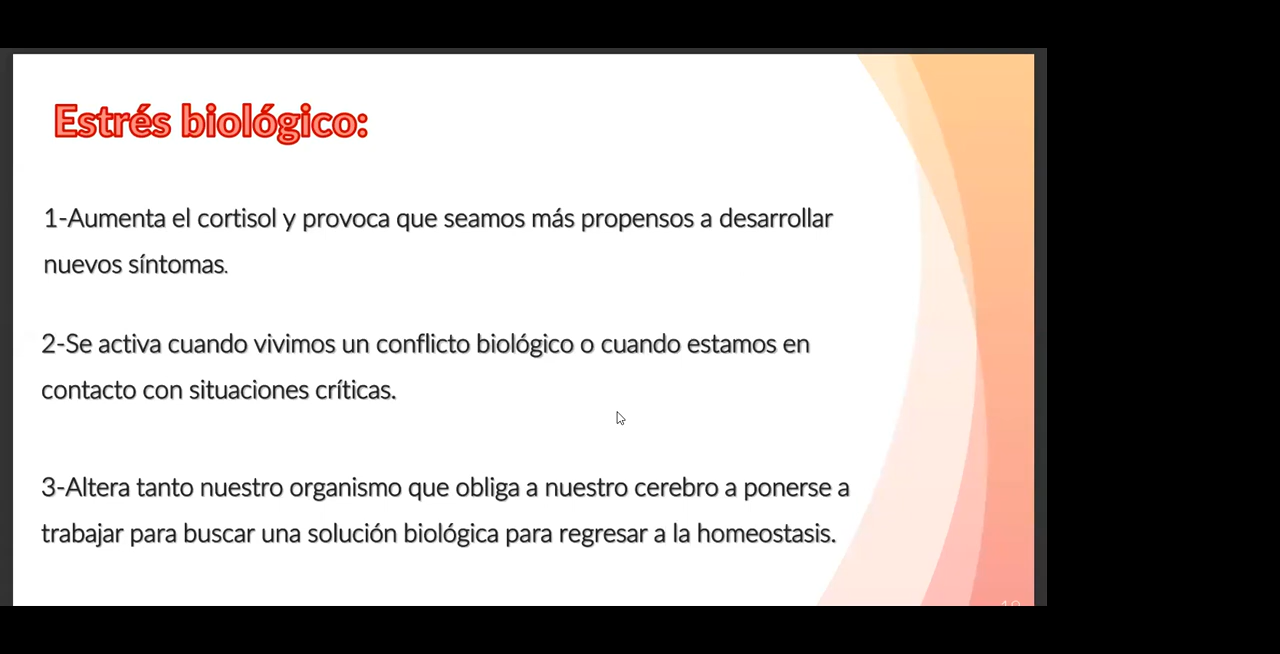 Estrés biológico:
1-Aumenta el cortisol y provoca que seamos más propensos a desarrollar
nuevos síntomas.
2-Se activa cuando vivimos un conflicto biológico o cuando estamos en
contacto con situaciones críticas.
3-Altera tanto nuestro organismo que obliga a nuestro cerebro a ponerse a
trabajar para buscar una solución biológica para regresar a la homeostasis.